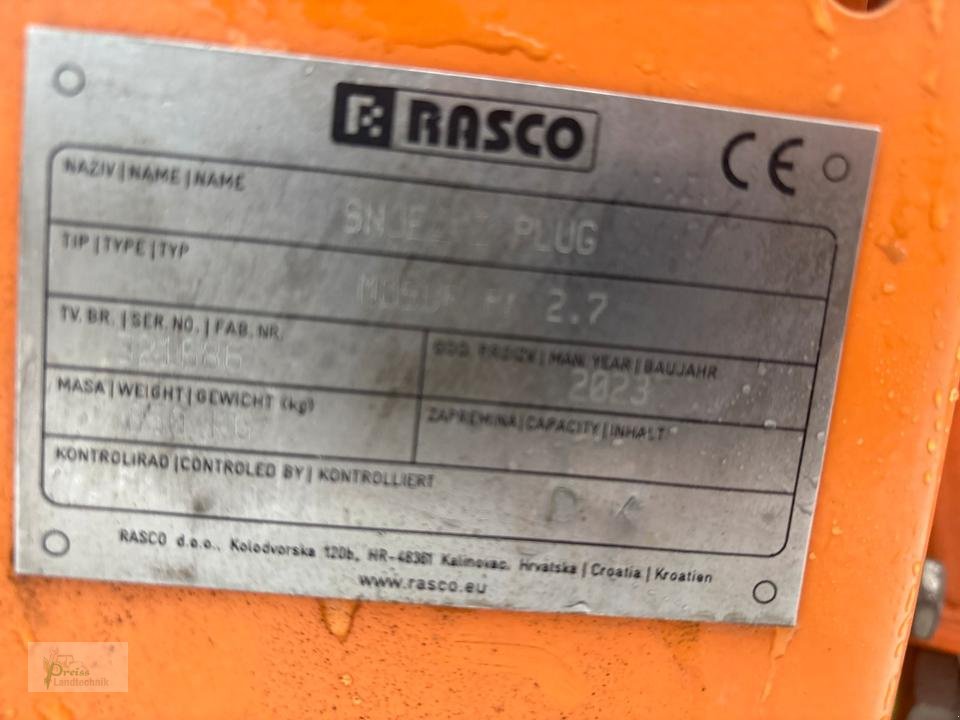 RASCO
CE
NAZIV | NAME | NAME
PLUG
TIP | TYPE | TYP
2.7
TV. BR. | SER. NO. | FAB. NR.
GOD. PROIZV. | MAN. YEAR | BAUJAHR
2023
MASA | WEIGHT | GEWICHT (kg)
KG
ZAPREMINA | CAPACITY | INHALT
KONTROLIRAO | CONTROLED BY | KONTROLLIERT
RASCO d.o.o., Kolodvorska 120b, HR-48361 Kalinovac, Hrvatska | Croatia | Kroatien
www.rasco.eu
Preiss
Landtechnik